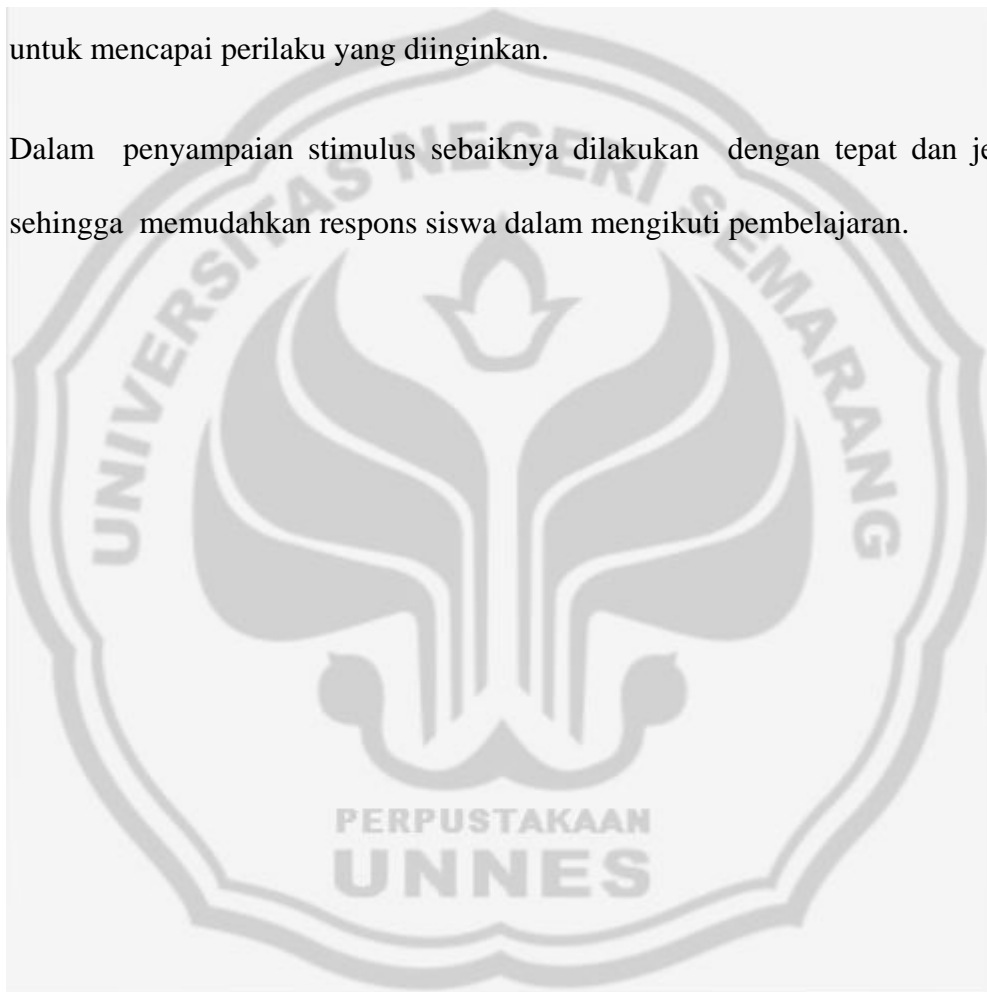 untuk mencapai perilaku yang diinginkan.
Dalam penyampaian stimulus sebaiknya dilakukan dengan tepat dan je
sehingga memudahkan respons siswa dalam mengikuti pembelajaran.
UNIVERSITAS NEGERI SEMARANG
PERPUSTAKAAN
UNNES